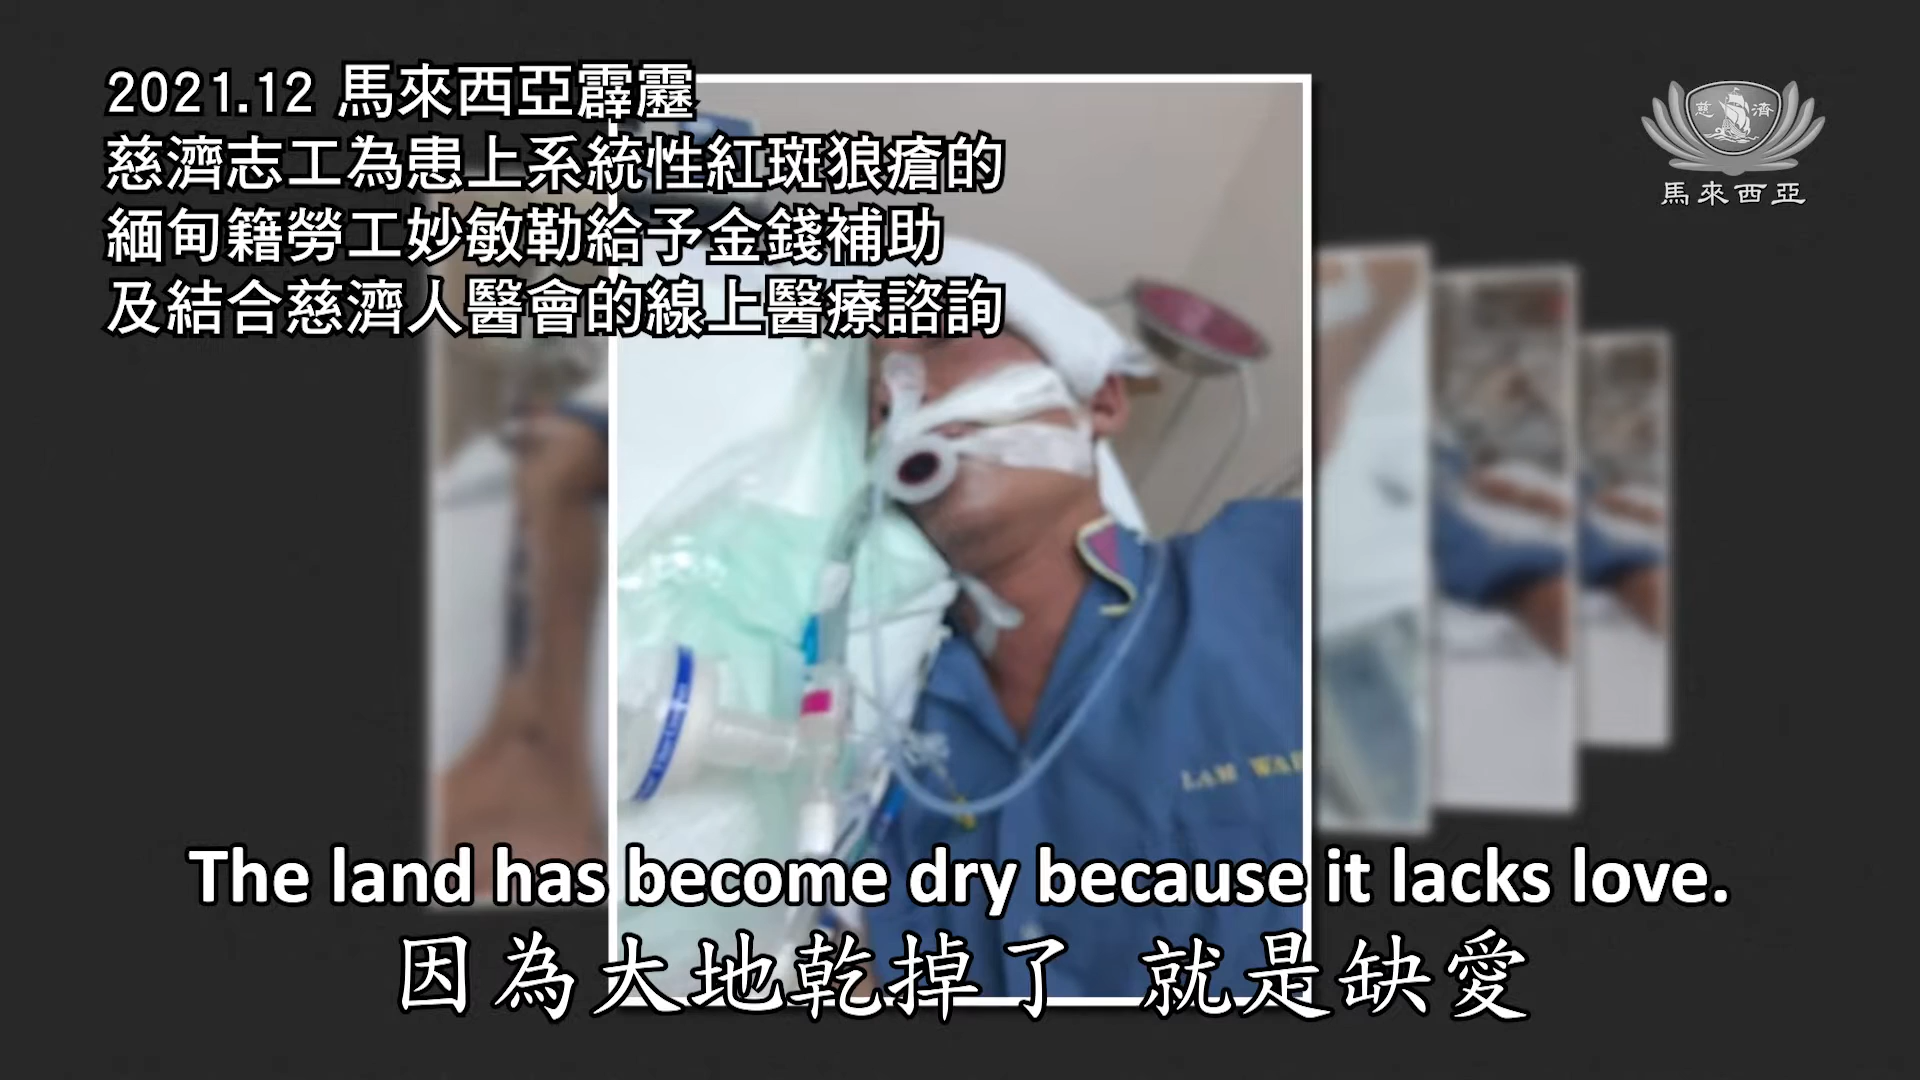 2021.12 馬來西亞霹靂
慈濟志工為患上系統性紅斑狼瘡的
緬甸籍勞工妙敏勒給予金錢補助
及結合慈濟人醫會的線上醫療諮詢
慈濟
馬來西亞
LAM WAH
The land has become dry because it lacks love.
因為大地乾掉了 就是缺愛